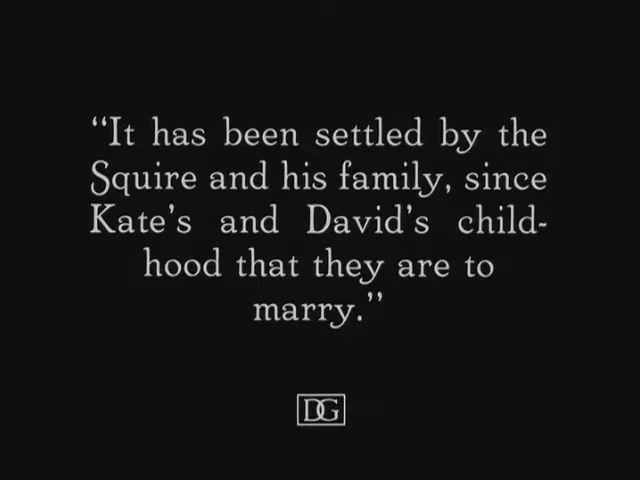 “It has been settled by the
Squire and his family, since
Kate’s and David’s child-
hood that they are to
marry.”
DG